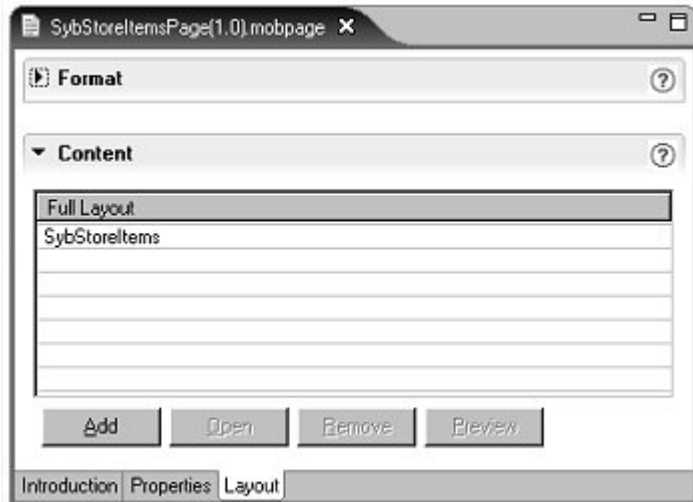 SybStoreItemsPage(1.0).mobpage
Format
Content
Full Layout
SybStoreItems
Add Open Remove Preview
Introduction Properties Layout